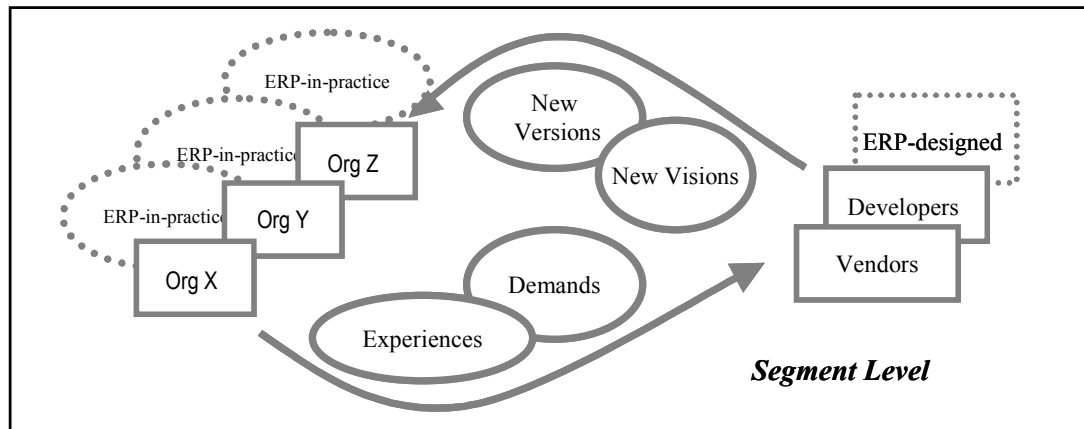 ERP-in-practice
ERP-in-practice
ERP-in-practice
Org Z
Org Y
Org X
New
Versions
New Visions
Demands
Experiences
ERP-designed
Developers
Vendors
Segment Level